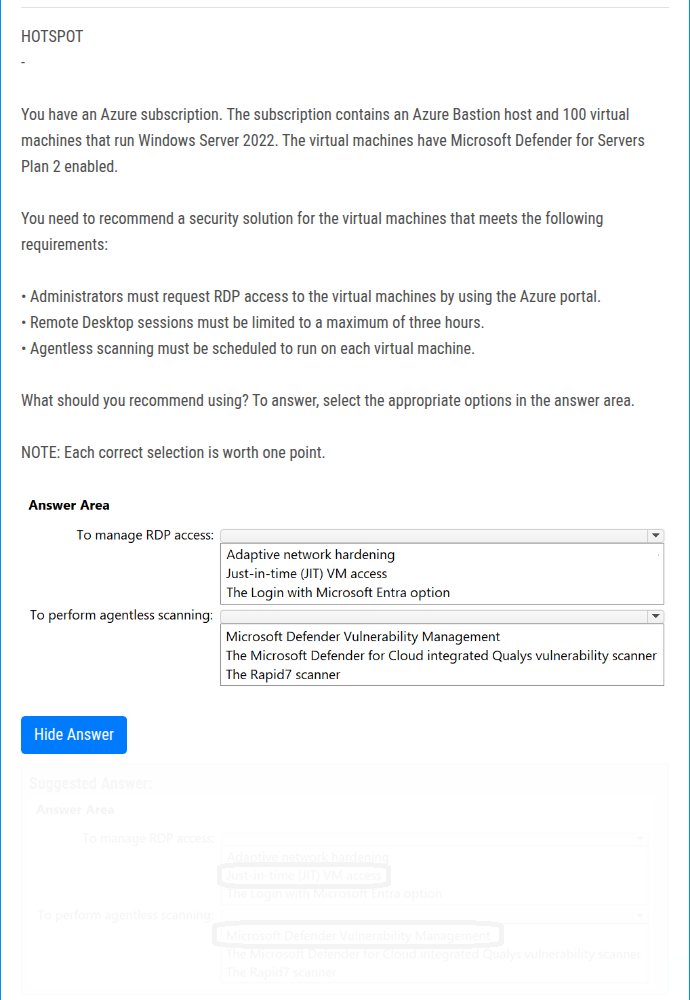 HOTSPOT
-
You have an Azure subscription. The subscription contains an Azure Bastion host and 100 virtual
machines that run Windows Server 2022. The virtual machines have Microsoft Defender for Servers
Plan 2 enabled.
You need to recommend a security solution for the virtual machines that meets the following
requirements:
• Administrators must request RDP access to the virtual machines by using the Azure portal.
• Remote Desktop sessions must be limited to a maximum of three hours.
• Agentless scanning must be scheduled to run on each virtual machine.
What should you recommend using? To answer, select the appropriate options in the answer area.
NOTE: Each correct selection is worth one point.
Answer Area
To manage RDP access:
Adaptive network hardening
Just-in-time (JIT) VM access
The Login with Microsoft Entra option
To perform agentless scanning:
Microsoft Defender Vulnerability Management
The Microsoft Defender for Cloud integrated Qualys vulnerability scanner
The Rapid7 scanner
Hide Answer
Suggested Answer:
Answer Area
To manage RDP access:
Adaptive network hardening
Just-in-time (JIT) VM access
The Login with Microsoft Entra option
To perform agentless scanning:
Microsoft Defender Vulnerability Management
The Microsoft Defender for Cloud integrated Qualys vulnerability scanner
The Rapid7 scanner